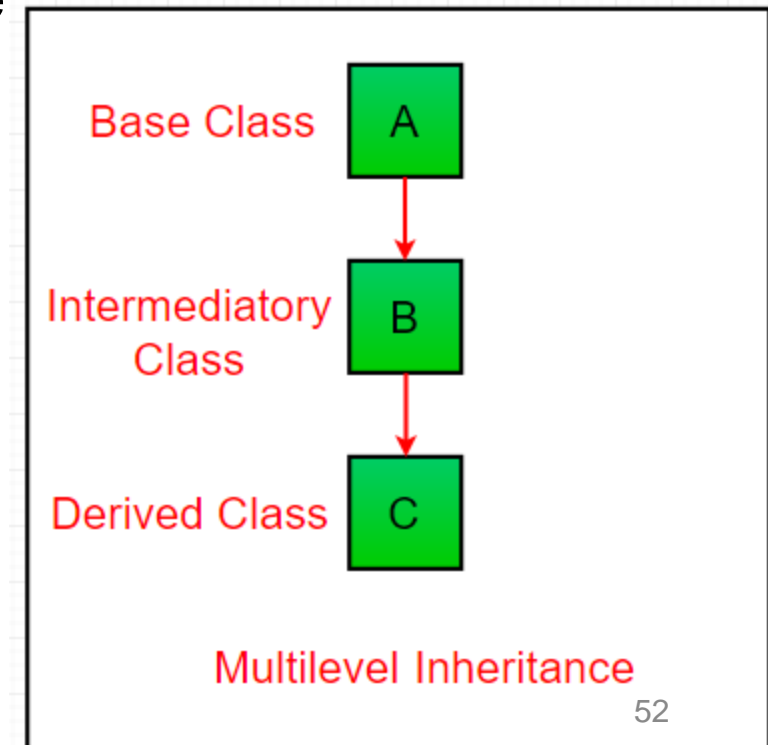 Base Class
A
Intermediatory
Class
B
Derived Class
C
Multilevel Inheritance
52